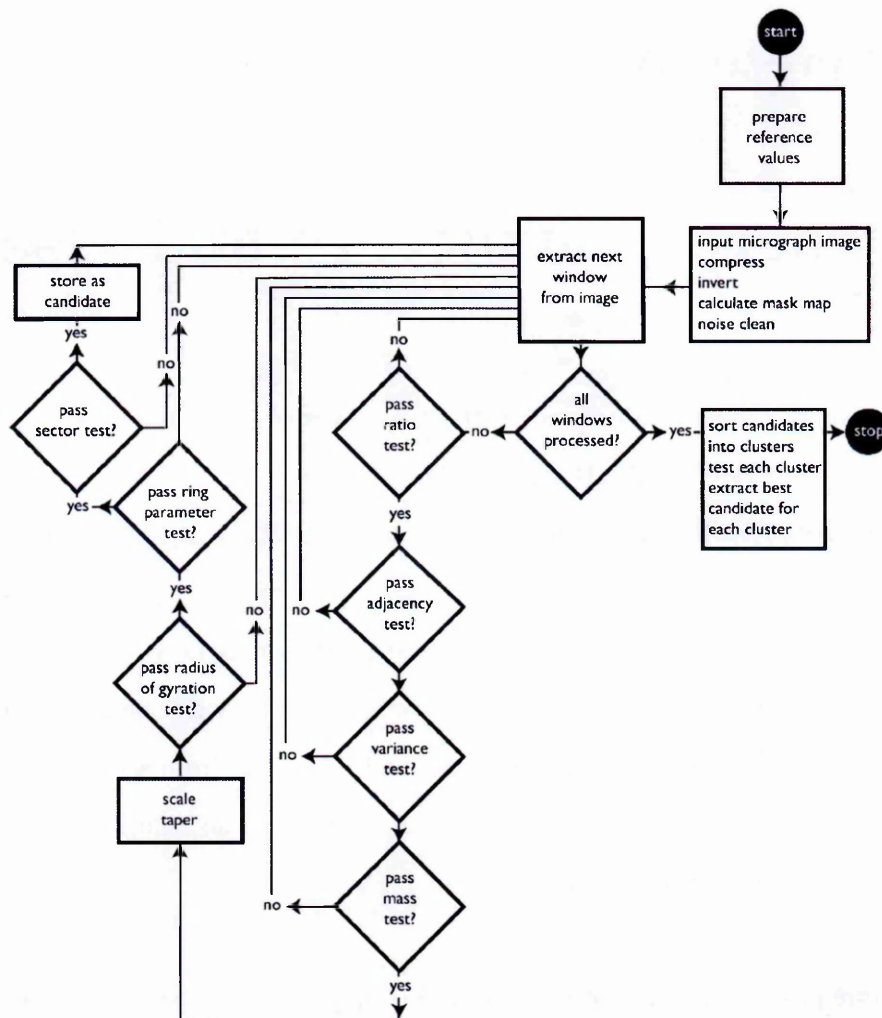 start
prepare
reference
values
input micrograph image
compress
invert
calculate mask map
noise clean
extract next
window
from image
all
windows
processed?
yes
sort candidates
into clusters
test each cluster
extract best
candidate for
each cluster
stop
no
pass
ratio
test?
no
yes
pass
adjacency
test?
no
pass
variance
test?
no
pass
mass
test?
no
yes
scale
taper
pass radius
of gyration
test?
no
yes
pass ring
parameter
test?
no
yes
pass
sector test?
no
yes
store as
candidate